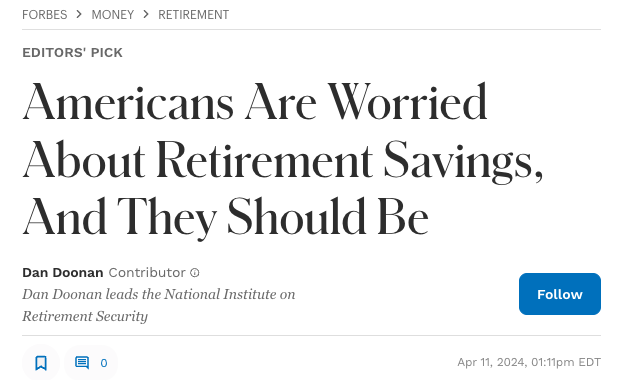 FORBES > MONEY > RETIREMENT
EDITORS' PICK
Americans Are Worried
About Retirement Savings,
And They Should Be
Dan Doonan Contributor
Dan Doonan leads the National Institute on
Retirement Security
Follow
0
Apr 11, 2024, 01:11pm EDT